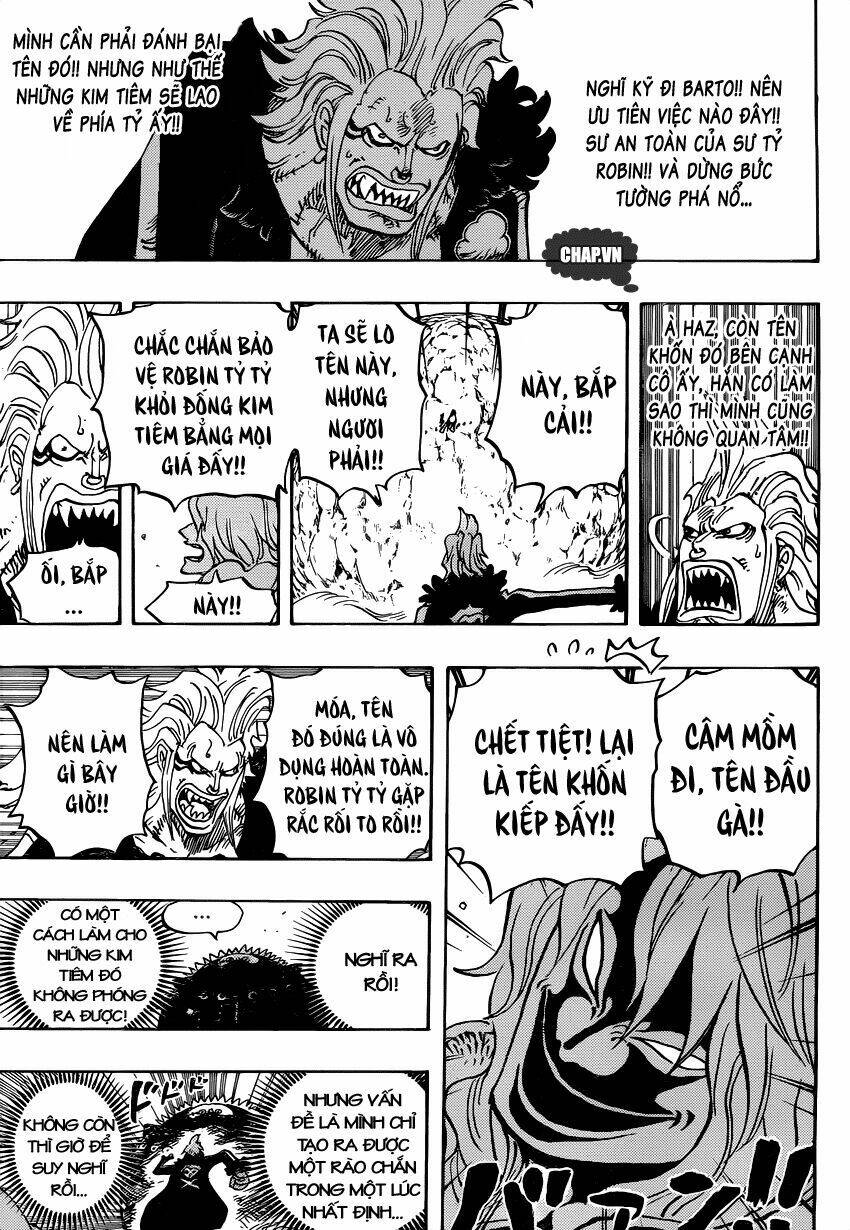 NGHĨ KỸ ĐI BARTO!! NÊN
ƯU TIÊN VIỆC NÀO ĐÂY!!
SỰ AN TOÀN CỦA SƯ TỶ
ROBIN!! VÀ DỪNG BỨC
TƯỜNG PHÁ NỔ...
MÌNH CẦN PHẢI ĐÁNH BẠI
TÊN ĐÓ!! NHƯNG NHƯ THẾ
NHỮNG KIM TIÊM SẼ LAO
VỀ PHÍA TỶ ẤY!!
CHAP.VN
À HAZ, CÒN TÊN
KHỐN ĐÓ BÊN CẠNH
CÔ ẤY, HẮN CÓ LÀM
SAO THÌ MÌNH CŨNG
KHÔNG QUAN TÂM!!
NÀY, BẮP
CẢI!!
TA SẼ LO
TÊN NÀY,
NHƯNG
NGƯƠI
PHẢI!!
CHẮC CHẮN BẢO
VỆ ROBIN TỶ TỶ
KHỎI ĐỐNG KIM
TIÊM BẰNG MỌI
GIÁ ĐẤY!!
NÀY!!
ỐI, BẮP
...
CÂM MỒM
ĐI, TÊN ĐẦU
GÀ!!
CHẾT TIỆT! LẠI
LÀ TÊN KHỐN
KIẾP ĐẤY!!
MÓA, TÊN
ĐÓ ĐÚNG LÀ VÔ
DỤNG HOÀN TOÀN.
ROBIN TỶ TỶ GẶP
RẮC RỐI TO RỒI!!
NÊN LÀM
GÌ BÂY
GIỜ!!
NGHĨ RA
RỒI!
...
CÓ MỘT
CÁCH LÀM CHO
NHỮNG KIM
TIÊM ĐÓ
KHÔNG PHÓNG
RA ĐƯỢC!
NHƯNG VẤN
ĐỀ LÀ MÌNH CHỈ
TẠO RA ĐƯỢC
MỘT RÀO CHẮN
TRONG MỘT LÚC
NHẤT ĐỊNH...
ドドドド
KHÔNG CÒN
THÌ GIỜ ĐỂ
SUY NGHĨ
RỒI...